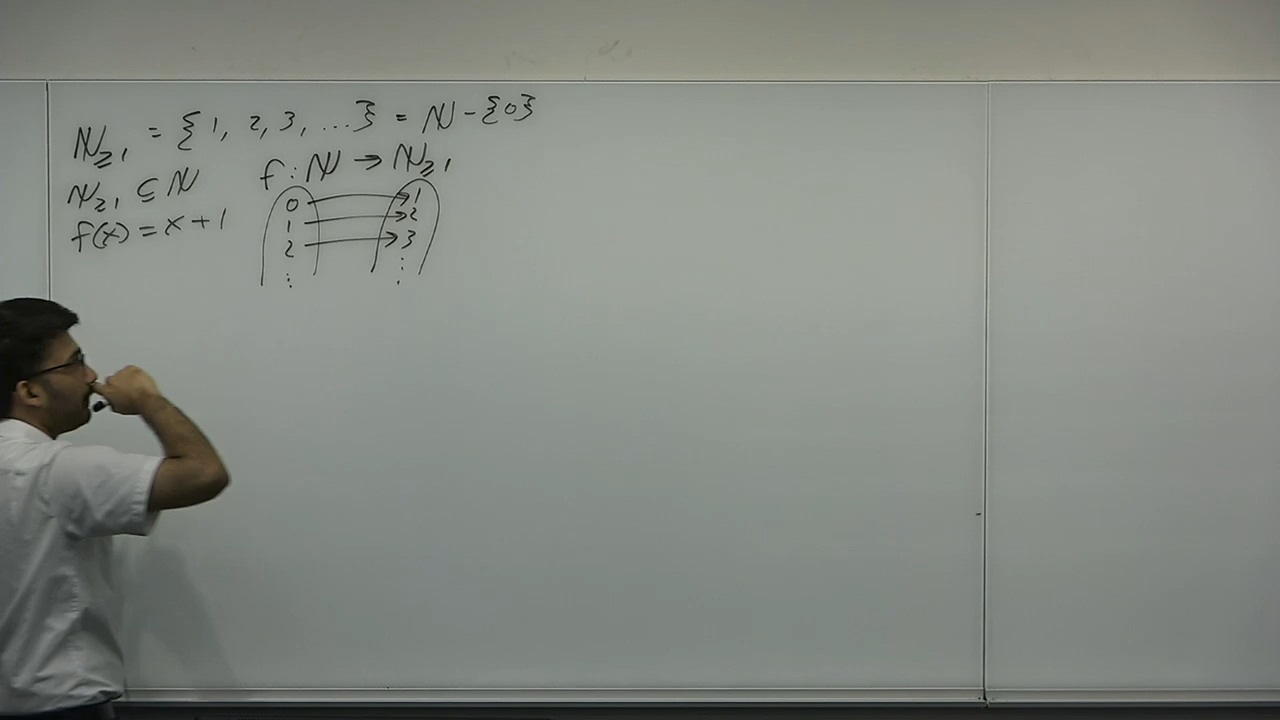 ℕ≥1 = {1, 2, 3, ...} = ℕ - {0}
ℕ≥1 ⊆ ℕ f : ℕ → ℕ≥1
f(x) = x + 1
0 → 1
1 → 2
2 → 3
⋮ ⋮